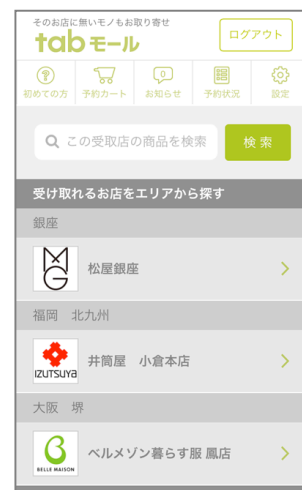 そのお店に無いモノもお取り寄せ
tabモール
ログアウト
初めての方
予約カート
0
お知らせ
予約状況
設定
この受取店の商品を検索
検 索
受け取れるお店をエリアから探す
銀座
MG
松屋銀座
福岡 北九州
IZUTSUYA
井筒屋 小倉本店
大阪 堺
BELLE MAISON
ベルメゾン暮らす服 鳳店